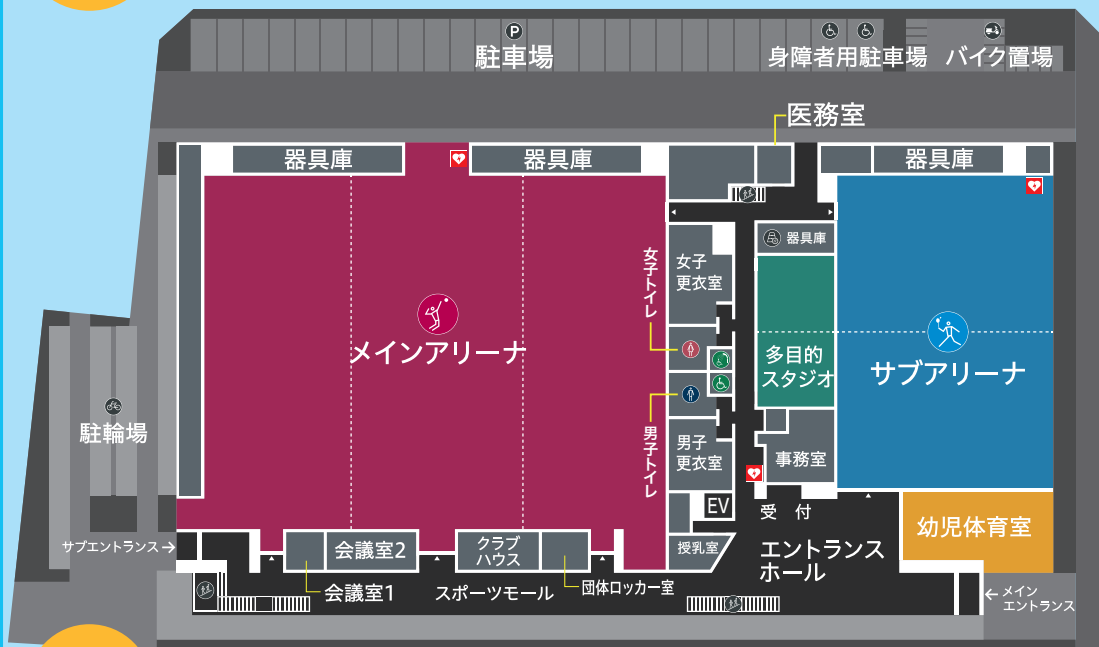 P
駐車場
身障者用駐車場
バイク置場
医務室
器具庫
器具庫
器具庫
器具庫
女子トイレ
女子
更衣室
メインアリーナ
多目的
スタジオ
サブアリーナ
駐輪場
男子トイレ
男子
更衣室
事務室
EV
受 付
幼児体育室
サブエントランス→
会議室2
クラブ
ハウス
授乳室
エントランス
ホール
会議室1
スポーツモール
団体ロッカー室
←メイン
エントランス